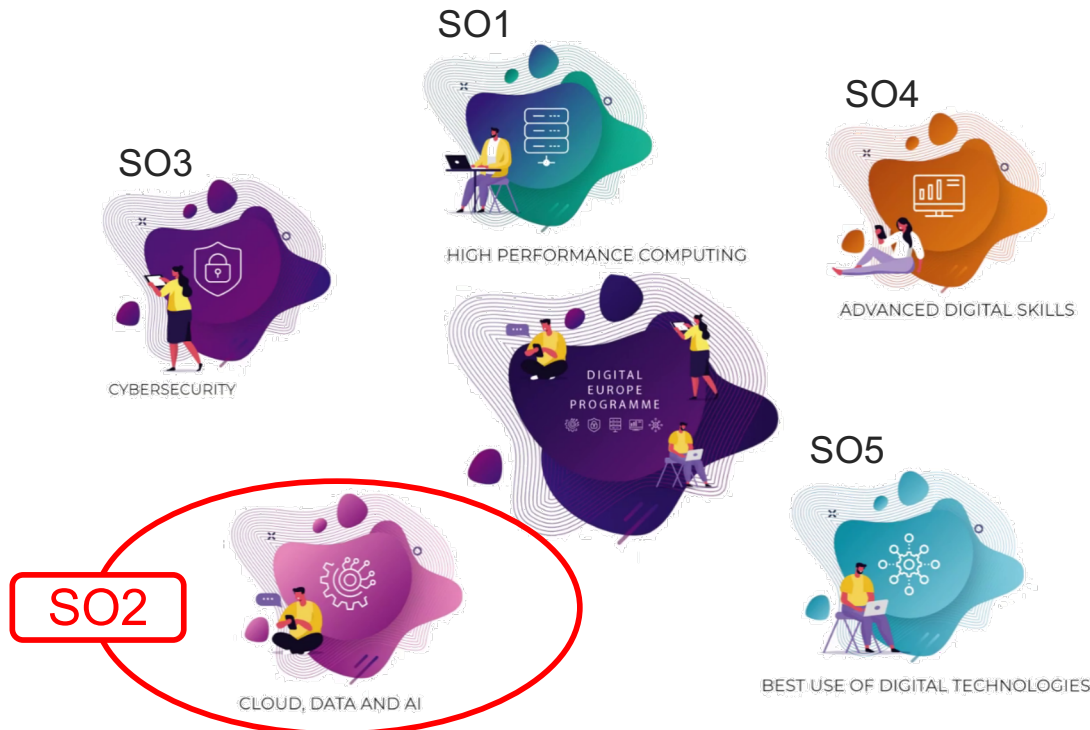 SO1
HIGH PERFORMANCE COMPUTING
SO4
ADVANCED DIGITAL SKILLS
SO3
CYBERSECURITY
DIGITAL
EUROPE
PROGRAMME
SO5
BEST USE OF DIGITAL TECHNOLOGIES
SO2
CLOUD, DATA AND AI